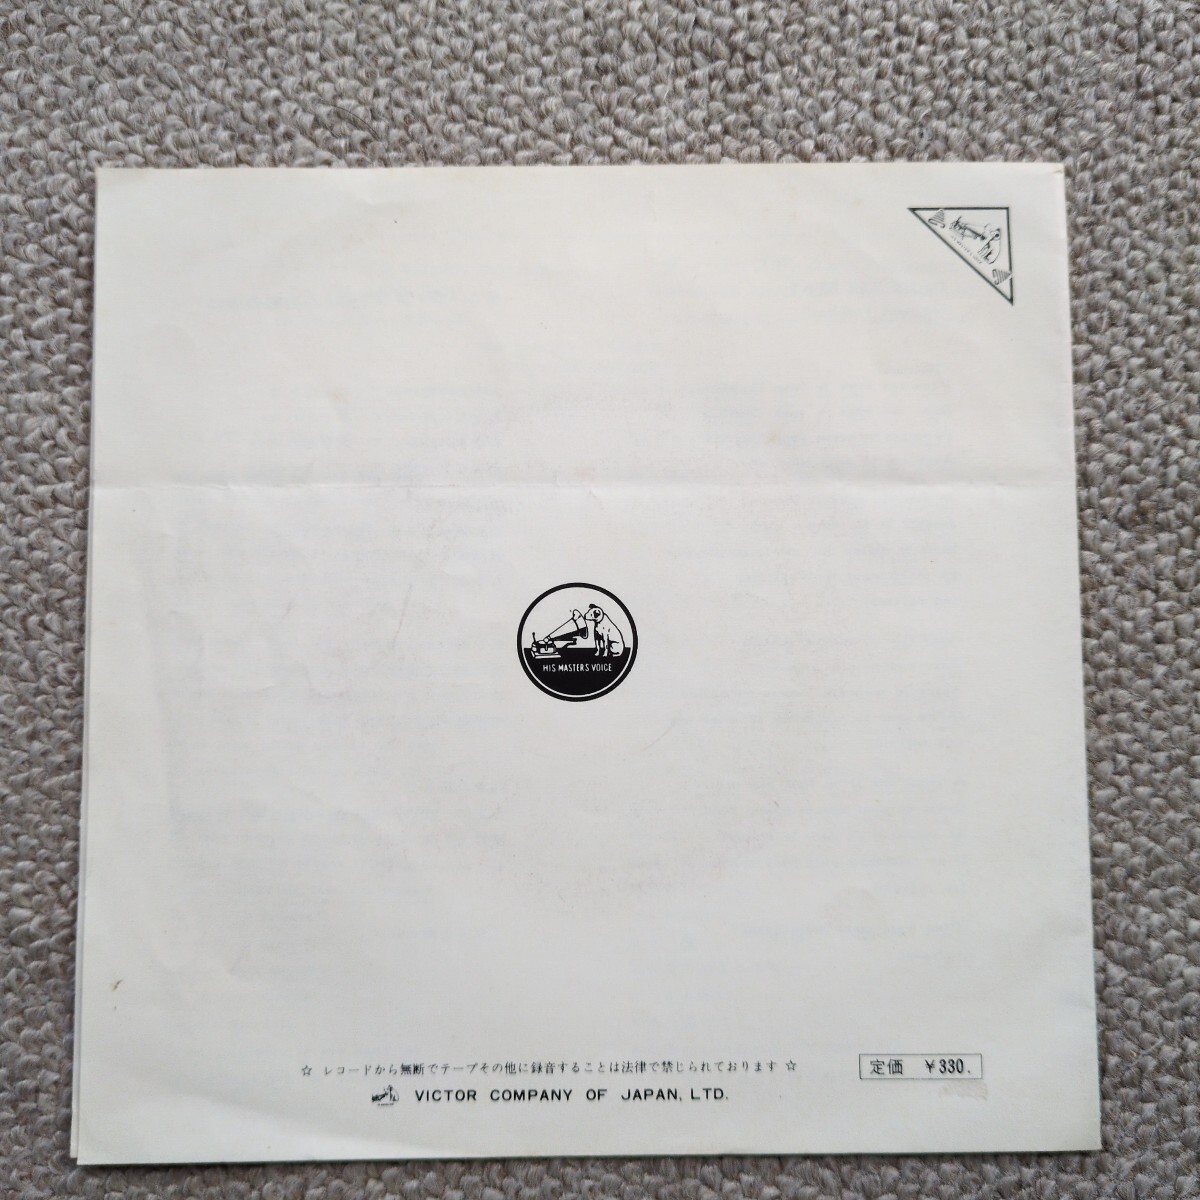 HIS MASTER'S VOICE
☆ レコードから無断でテープその他に録音することは法律で禁じられております ☆
定価 ¥330.
VICTOR COMPANY OF JAPAN, LTD.